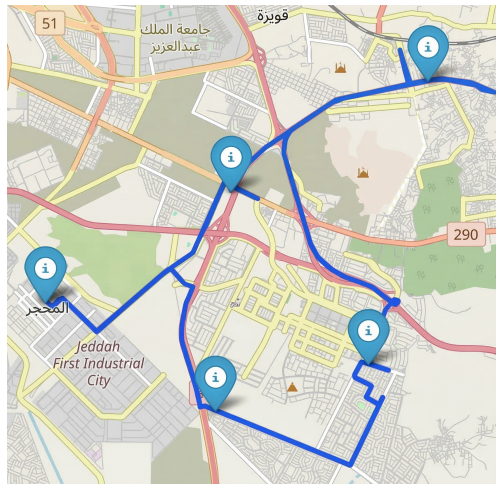 قويزة
51
جامعة الملك
عبدالعزيز
290
المحجر
Jeddah
First Industrial
City